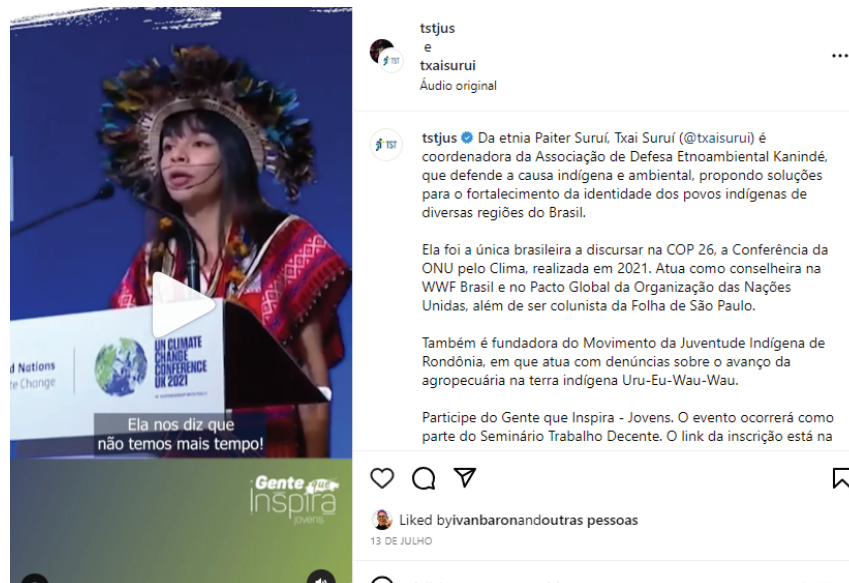 tstjus
e
txaisurui
Áudio original
TST
TST
tstjus Da etnia Paiter Suruí, Txai Suruí (@txaisurui) é
coordenadora da Associação de Defesa Etnoambiental Kanindé,
que defende a causa indígena e ambiental, propondo soluções
para o fortalecimento da identidade dos povos indígenas de
diversas regiões do Brasil.
Ela foi a única brasileira a discursar na COP 26, a Conferência da
ONU pelo Clima, realizada em 2021. Atua como conselheira na
WWF Brasil e no Pacto Global da Organização das Nações
Unidas, além de ser colunista da Folha de São Paulo.
Também é fundadora do Movimento da Juventude Indígena de
Rondônia, em que atua com denúncias sobre o avanço da
agropecuária na terra indígena Uru-Eu-Wau-Wau.
Participe do Gente que Inspira - Jovens. O evento ocorrerá como
parte do Seminário Trabalho Decente. O link da inscrição está na
Liked byivanbaronandoutras pessoas
13 DE JULHO
d Nations
te Change
UN CLIMATE
CHANGE
CONFERENCE
UK 2021
Ela nos diz que
não temos mais tempo!
Gente que
inspira
jovens